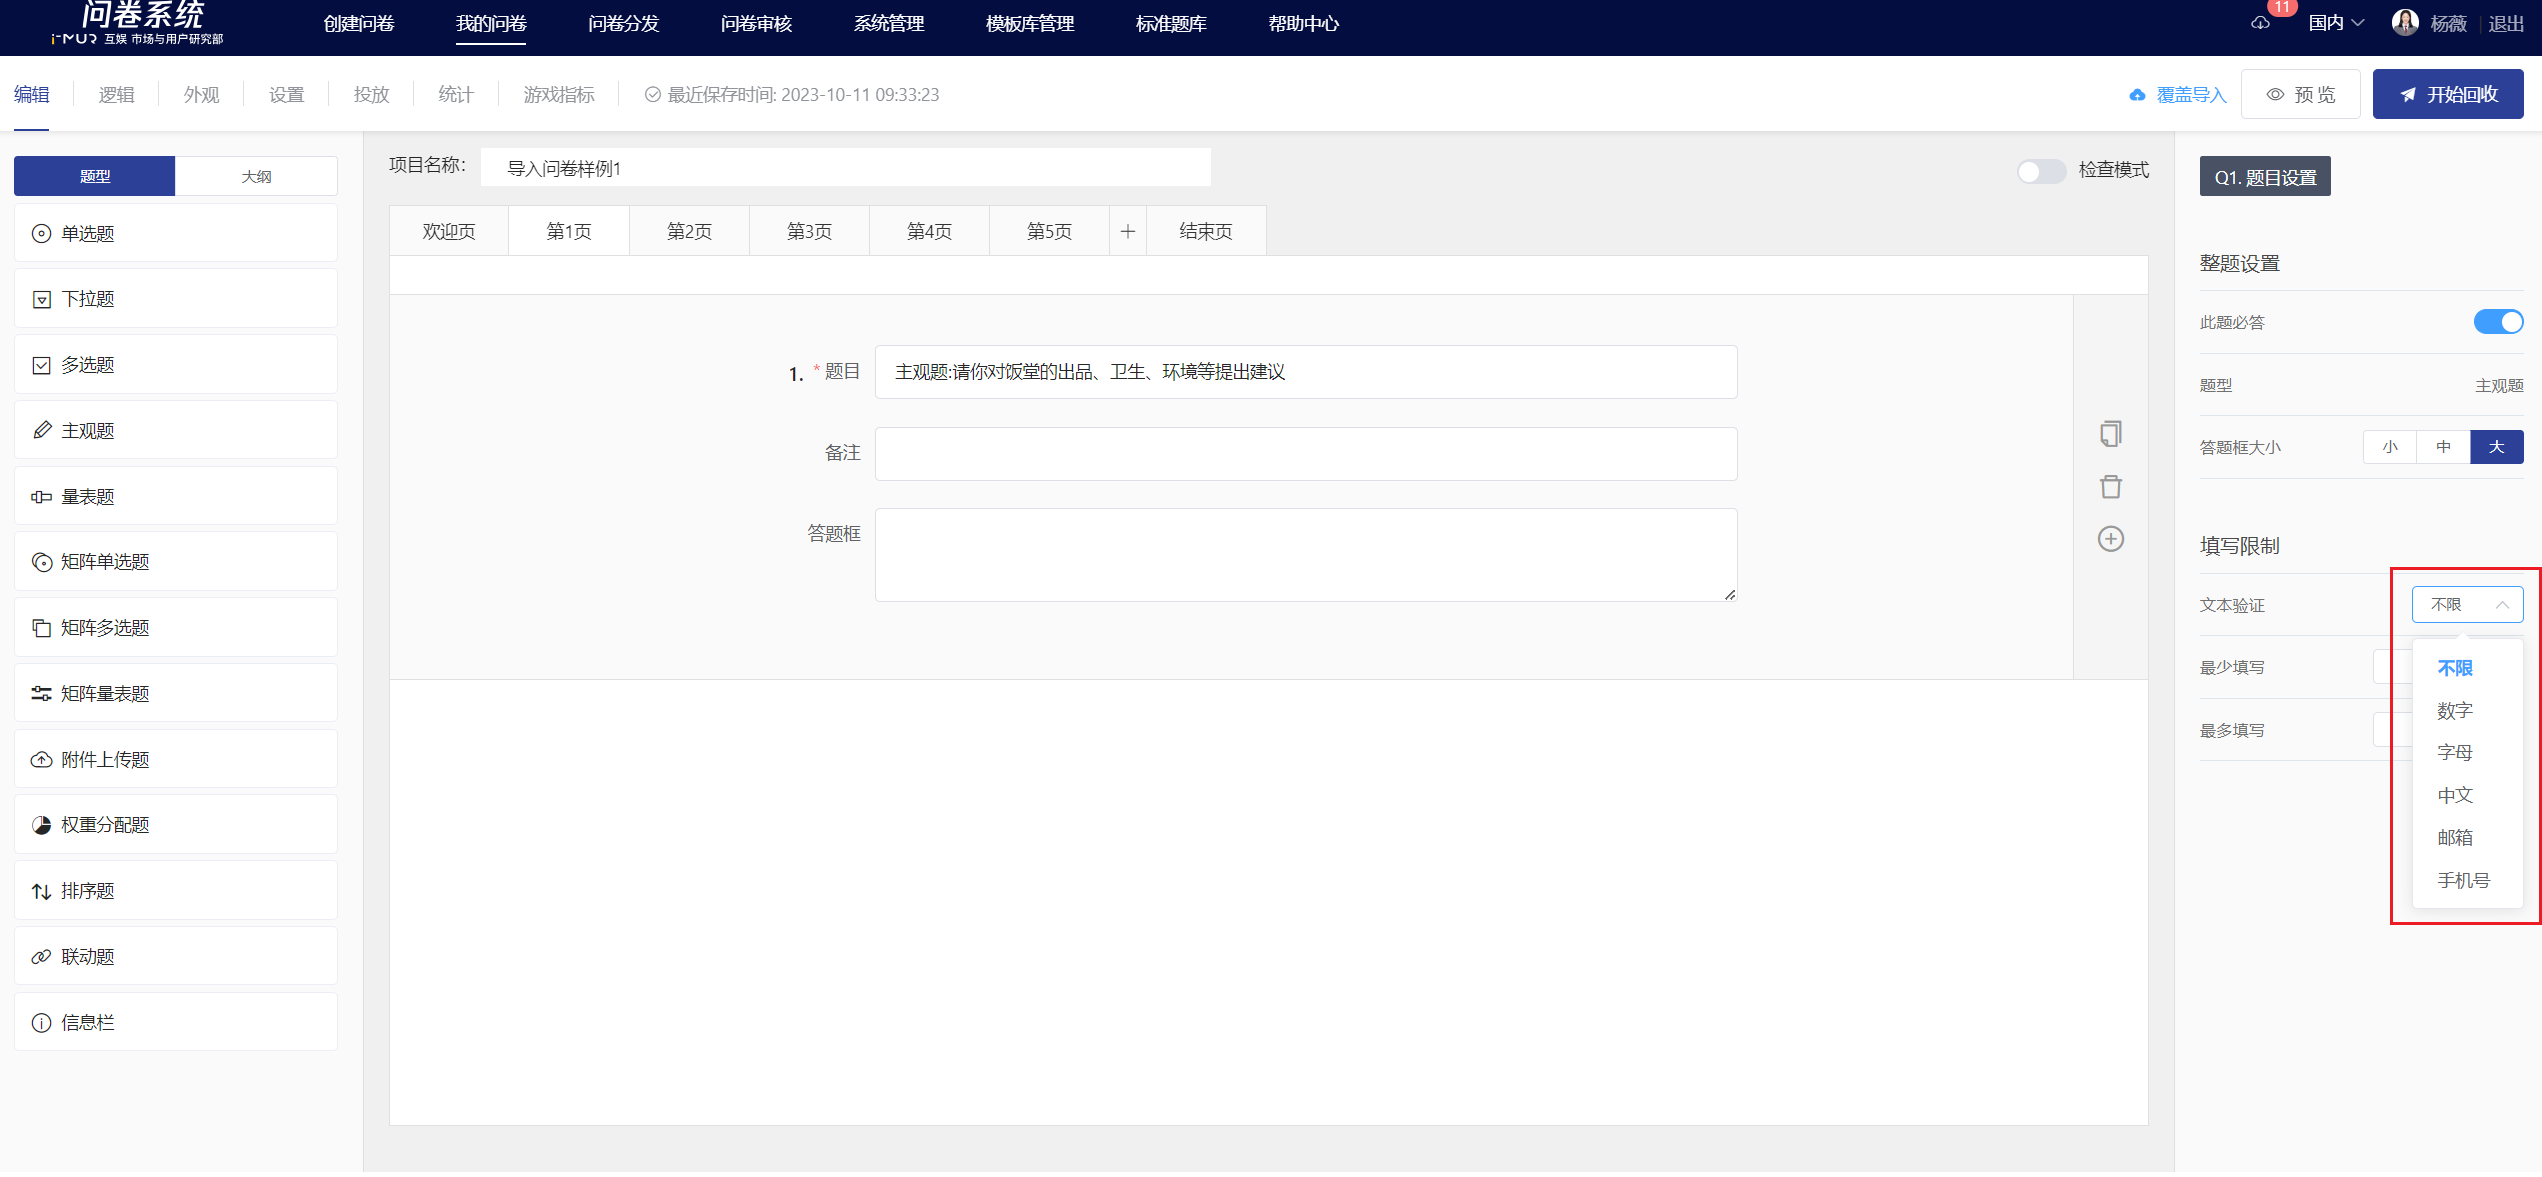 问卷系统
i-MUR 互娱 市场与用户研究部
创建问卷
我的问卷
问卷分发
问卷审核
系统管理
模板库管理
标准题库
帮助中心
11
国内
杨薇
退出
编辑
逻辑
外观
设置
投放
统计
游戏指标
最近保存时间: 2023-10-11 09:33:23
覆盖导入
预 览
开始回收
题型
大纲
单选题
下拉题
多选题
主观题
量表题
矩阵单选题
矩阵多选题
矩阵量表题
附件上传题
权重分配题
排序题
联动题
信息栏
项目名称:
导入问卷样例1
检查模式
欢迎页
第1页
第2页
第3页
第4页
第5页
+
结束页
1. * 题目
主观题:请你对饭堂的出品、卫生、环境等提出建议
备注
答题框
Q1. 题目设置
整题设置
此题必答
题型
主观题
答题框大小
小
中
大
填写限制
文本验证
不限
最少填写
最多填写
不限
数字
字母
中文
邮箱
手机号